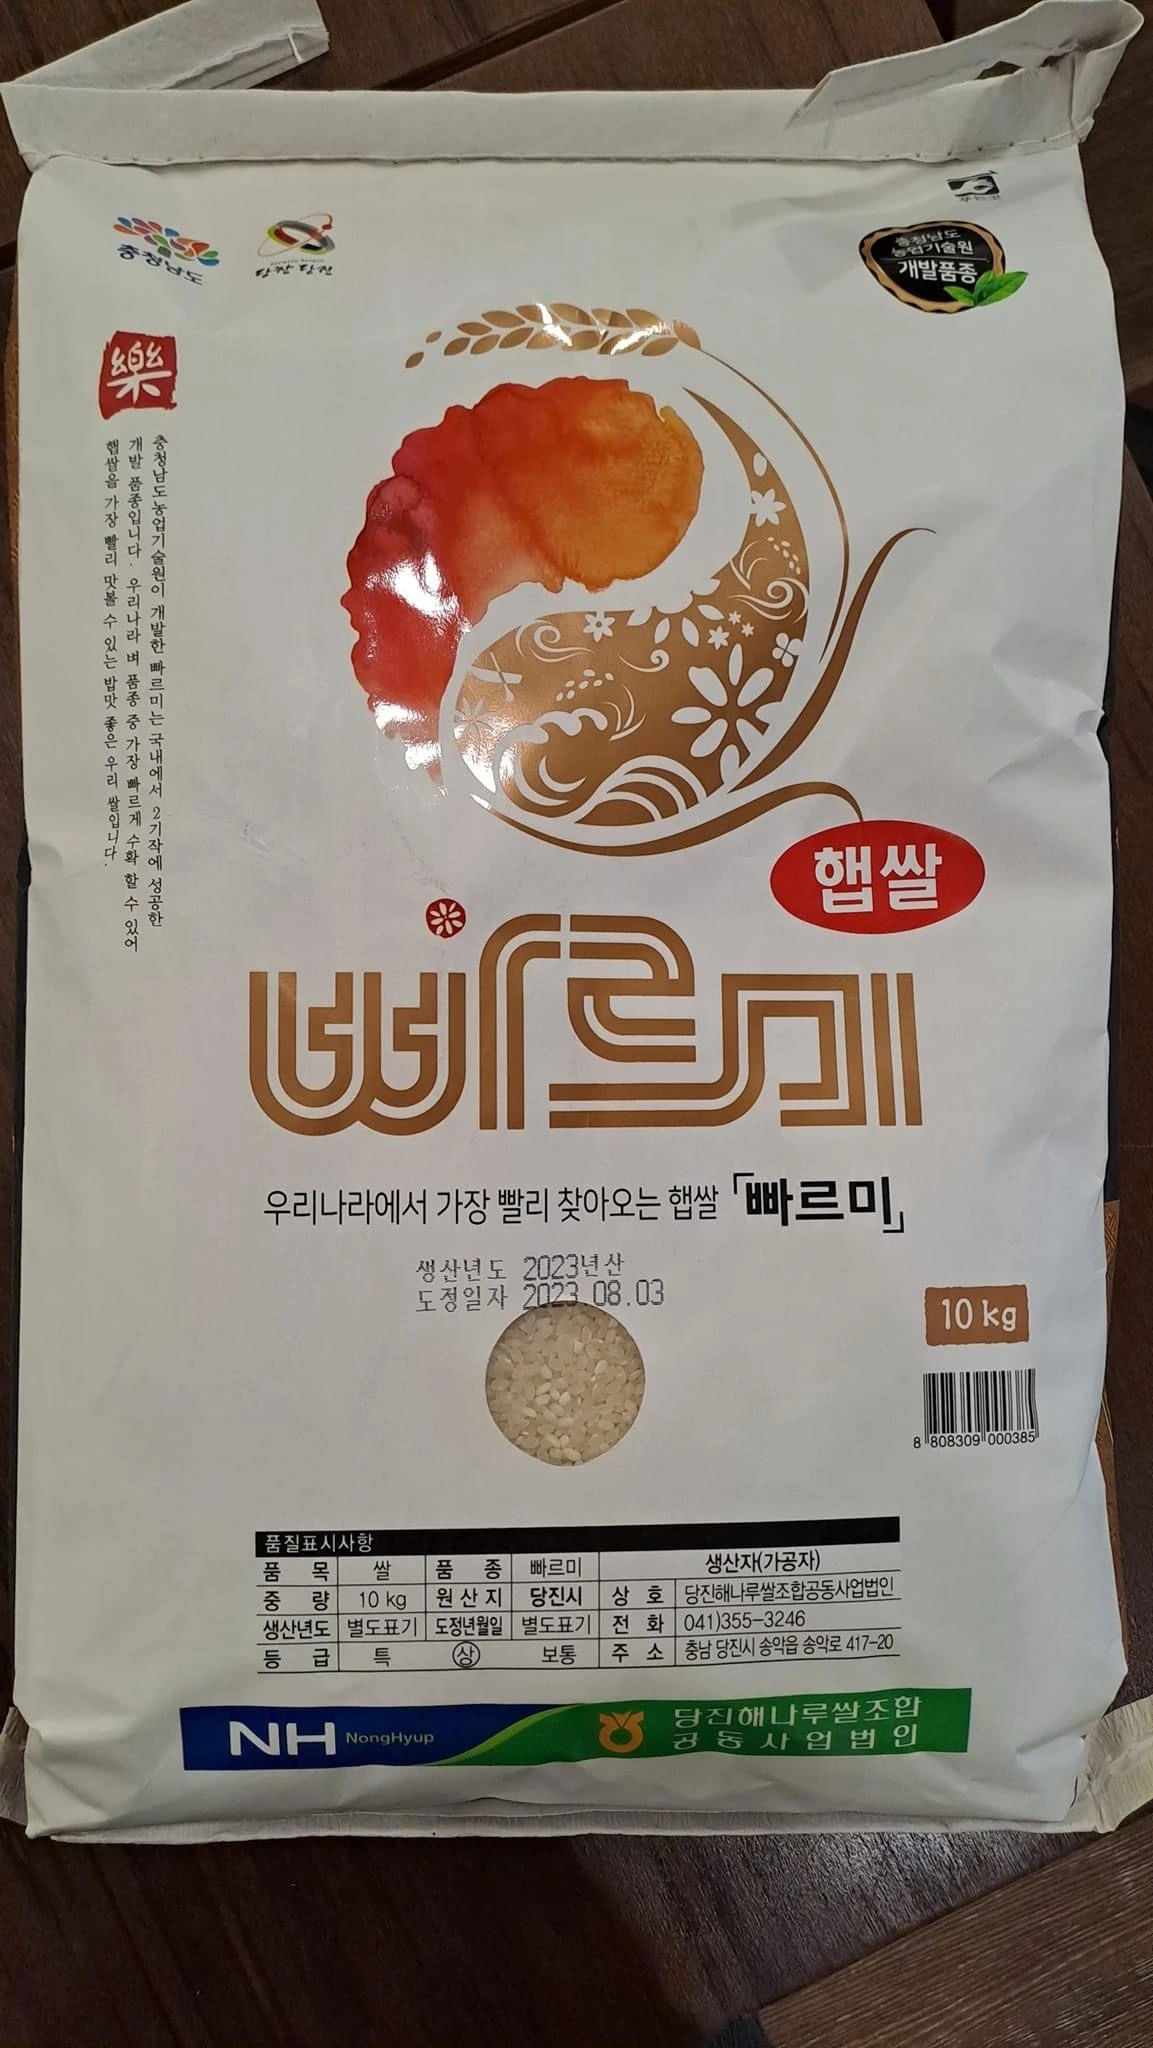 충청남도
당찬 당진
푸른꼬
충청남도
농업기술원
개발품종
樂
충청남도농업기술원이 개발한 빠르미는 국내에서 2기작에 성공한
개발 품종입니다. 우리나라 벼 품종 중 가장 빠르게 수확 할 수 있어
햅쌀을 가장 빨리 맛볼 수 있는 밥맛 좋은 우리 쌀입니다.
햅쌀
빠르미
우리나라에서 가장 빨리 찾아오는 햅쌀 「빠르미」
생산년도 2023년산
도정일자 2023.08.03
10 kg
8 808309 000385
품질표시사항
품 목 쌀 품 종 빠르미 생산자(가공자)
중 량 10 kg 원 산 지 당진시 상 호 당진해나루쌀조합공동사업법인
생산년도 별도표기 도정년월일 별도표기 전 화 041)355-3246
등 급 특 상 보통 주 소 충남 당진시 송악읍 송악로 417-20
NH NongHyup 당진해나루쌀조합
공동사업법인